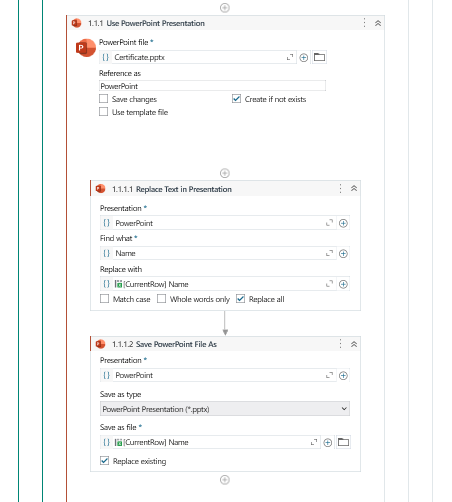 1.1.1 Use PowerPoint Presentation
PowerPoint file *
Certificate.pptx
Reference as
PowerPoint
Save changes
Create if not exists
Use template file
1.1.1.1 Replace Text in Presentation
Presentation *
PowerPoint
Find what *
Name
Replace with
[CurrentRow] Name
Match case
Whole words only
Replace all
1.1.1.2 Save PowerPoint File As
Presentation *
PowerPoint
Save as type
PowerPoint Presentation (*.pptx)
Save as file *
[CurrentRow] Name
Replace existing